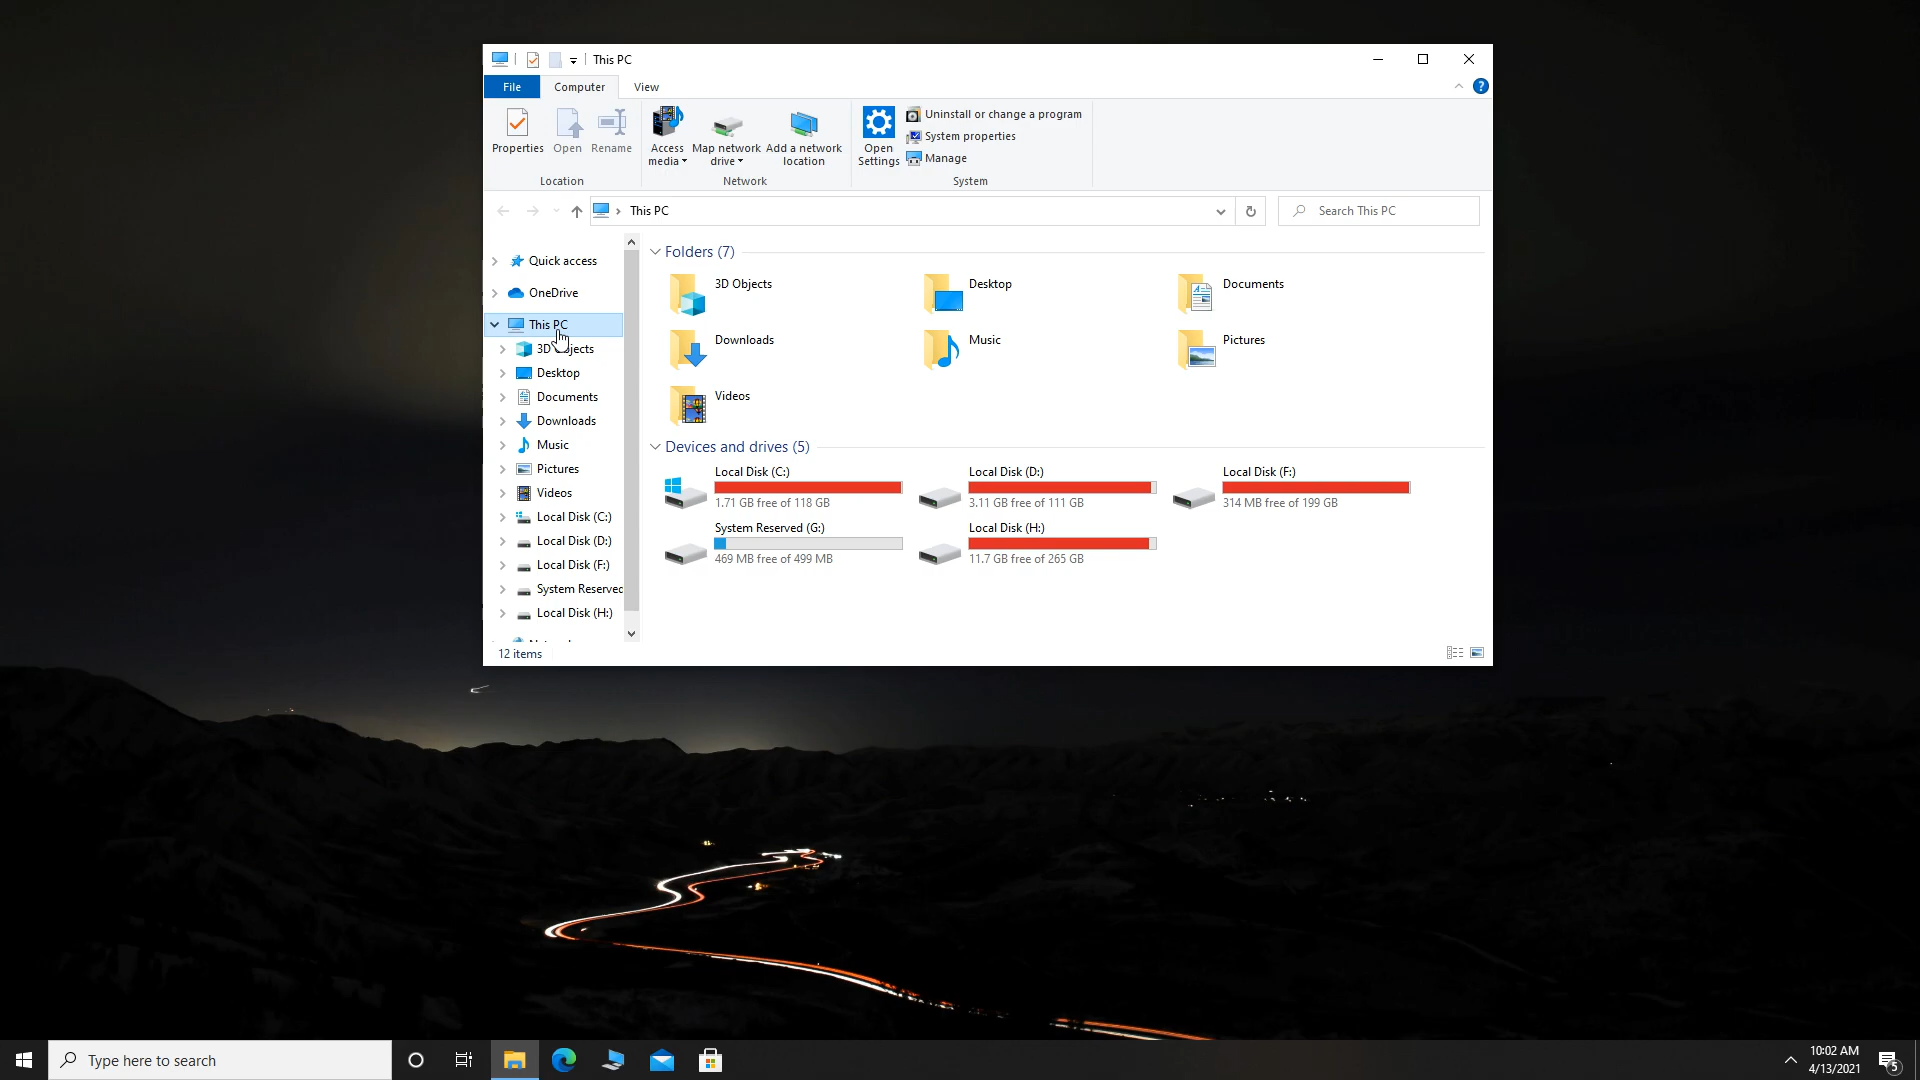 This PC
File
Computer
View
Properties
Open
Rename
Access media
Map network drive
Add a network location
Open Settings
Uninstall or change a program
System properties
Manage
Location
Network
System
This PC
Search This PC
Quick access
OneDrive
This PC
3D Objects
Desktop
Documents
Downloads
Music
Pictures
Videos
Local Disk (C:)
Local Disk (D:)
Local Disk (F:)
System Reserved
Local Disk (H:)
Folders (7)
3D Objects
Desktop
Documents
Downloads
Music
Pictures
Videos
Devices and drives (5)
Local Disk (C:)
1.71 GB free of 118 GB
Local Disk (D:)
3.11 GB free of 111 GB
Local Disk (F:)
314 MB free of 199 GB
System Reserved (G:)
469 MB free of 499 MB
Local Disk (H:)
11.7 GB free of 265 GB
12 items
Type here to search
10:02 AM
4/13/2021
5